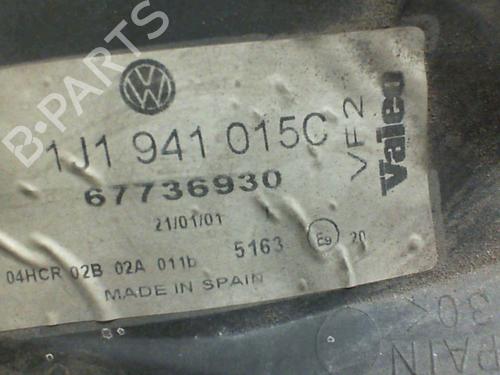 B-PARTS
1J1 941 015C
67736930
21/01/01
5163 E9 20
04HCR 02B 02A 011b
MADE IN SPAIN
VF2
Valeo
30<